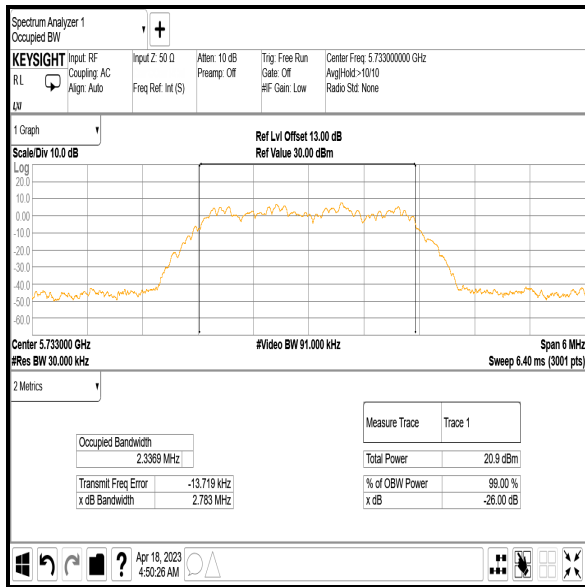 Spectrum Analyzer 1
Occupied BW
KEYSIGHT
RL
LXI
Input: RF
Coupling: AC
Align: Auto
Input Z: 50 Ω
Freq Ref: Int (S)
Atten: 10 dB
Preamp: Off
Trig: Free Run
Gate: Off
#IF Gain: Low
Center Freq: 5.733000000 GHz
Avg|Hold:>10/10
Radio Std: None
1 Graph
Scale/Div 10.0 dB
Ref Lvl Offset 13.00 dB
Ref Value 30.00 dBm
Log
20.0
10.0
0.00
-10.0
-20.0
-30.0
-40.0
-50.0
-60.0
Center 5.733000 GHz
#Res BW 30.000 kHz
#Video BW 91.000 kHz
Span 6 MHz
Sweep 6.40 ms (3001 pts)
2 Metrics
Occupied Bandwidth
2.3369 MHz
Transmit Freq Error -13.719 kHz
x dB Bandwidth 2.783 MHz
Measure Trace Trace 1
Total Power 20.9 dBm
% of OBW Power 99.00 %
x dB -26.00 dB
?
Apr 18, 2023
4:50:26 AM